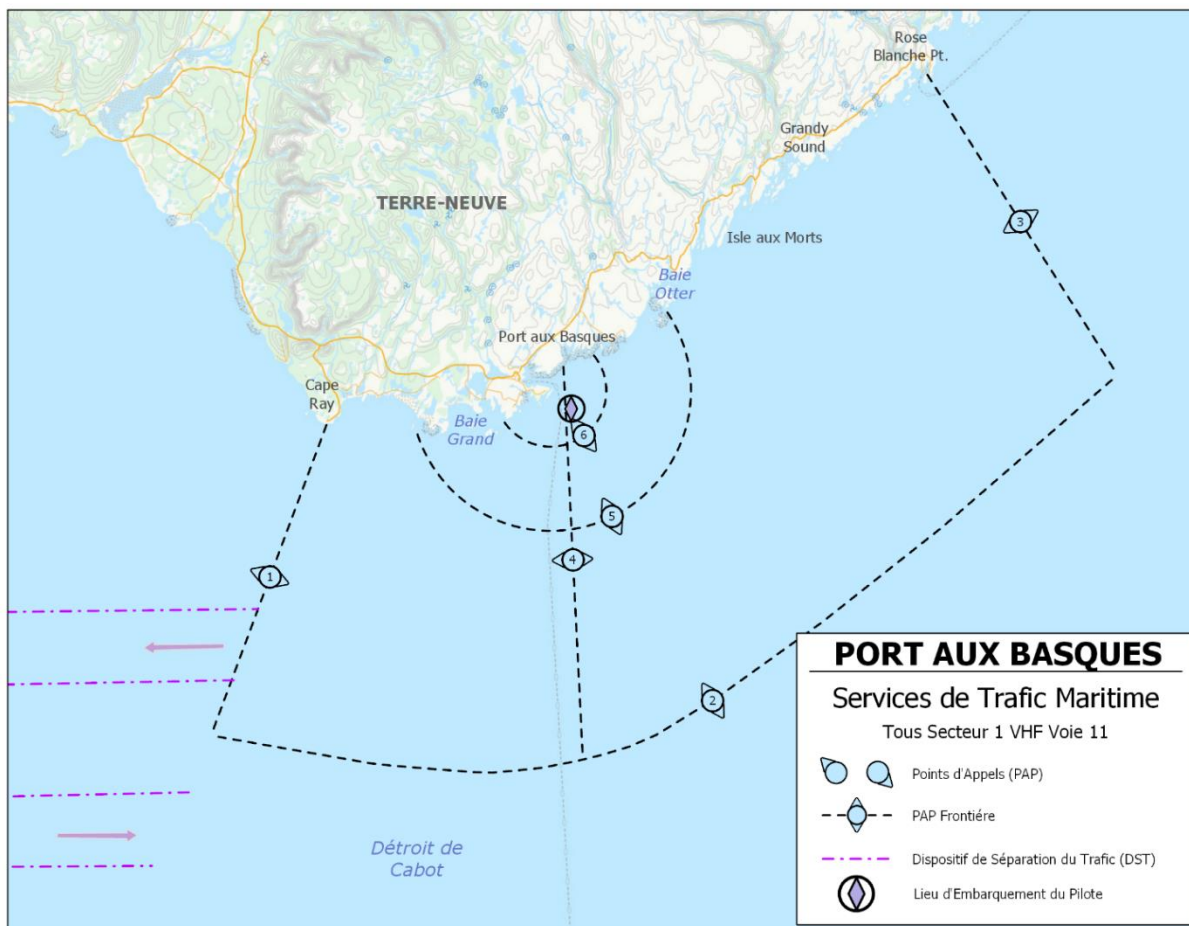 Rose
Blanche Pt.
Grandy
Sound
TERRE-NEUVE
3
Isle aux Morts
Baie
Otter
Port aux Basques
Cape
Ray
Baie
Grand
6
5
4
1
2
Détroit de
Cabot
PORT AUX BASQUES
Services de Trafic Maritime
Tous Secteur 1 VHF Voie 11
Points d'Appels (PAP)
PAP Frontiére
Dispositif de Séparation du Trafic (DST)
Lieu d'Embarquement du Pilote